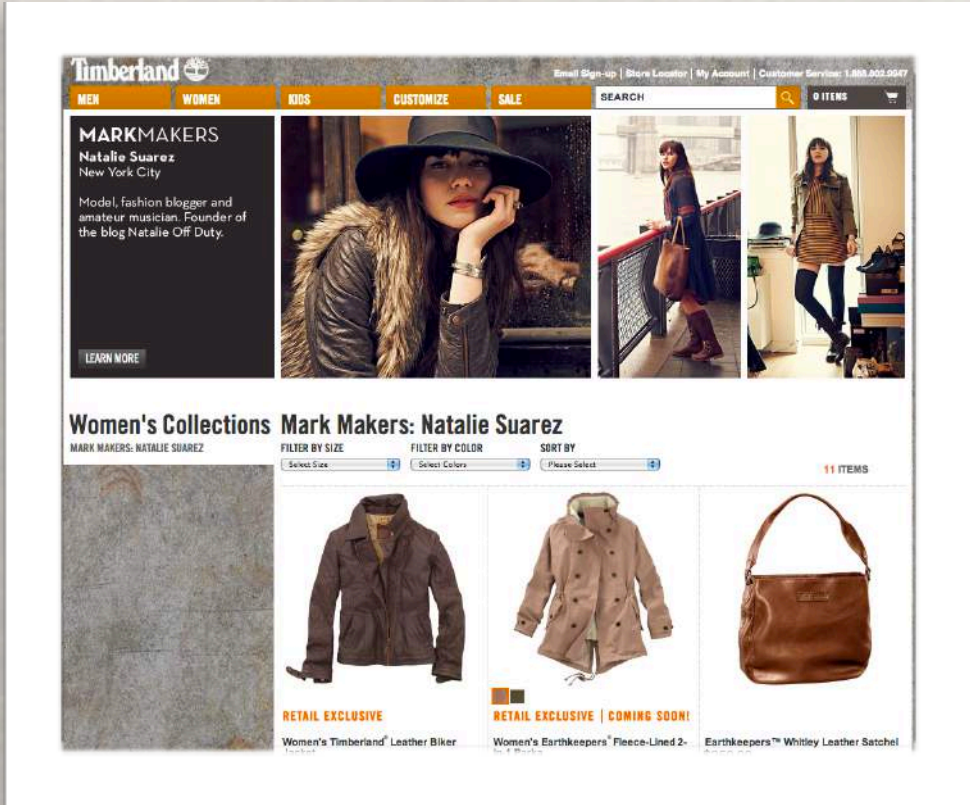 Timberland
Email Sign-up | Store Locator | My Account | Customer Service: 1.888.802.9947
MEN WOMEN KIDS CUSTOMIZE SALE SEARCH 0 ITEMS
MARKMAKERS
Natalie Suarez
New York City
Model, fashion blogger and
amateur musician. Founder of
the blog Natalie Off Duty.
LEARN MORE
Women's Collections
MARK MAKERS: NATALIE SUAREZ
Mark Makers: Natalie Suarez
FILTER BY SIZE FILTER BY COLOR SORT BY
Select Size Select Colors Please Select
11 ITEMS
RETAIL EXCLUSIVE
RETAIL EXCLUSIVE | COMING SOON!
Women's Timberland® Leather Biker
Women's Earthkeepers® Fleece-Lined 2-
Earthkeepers™ Whitley Leather Satchel